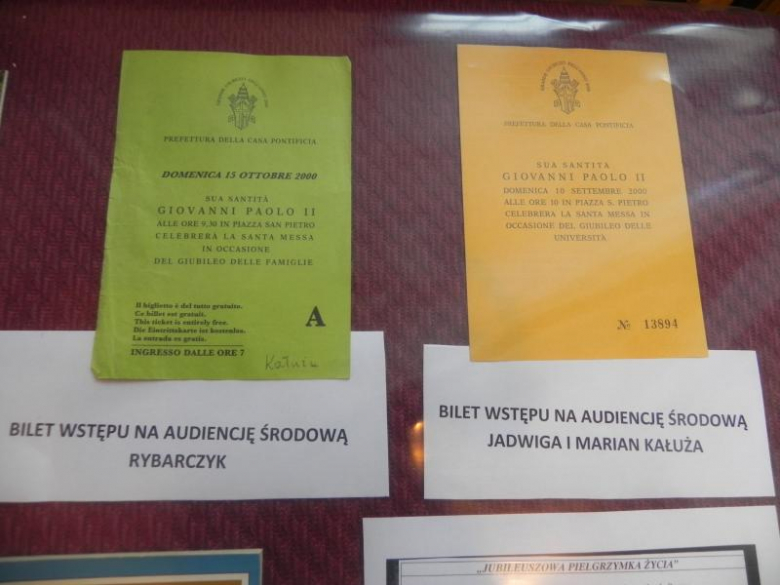 PREFETTURA DELLA CASA PONTIFICIA
DOMENICA 15 OTTOBRE 2000
SUA SANTITÀ
GIOVANNI PAOLO II
ALLE ORE 9,30 IN PIAZZA SAN PIETRO
CELEBRERÀ LA SANTA MESSA
IN OCCASIONE
DEL GIUBILEO DELLE FAMIGLIE
Il biglietto è del tutto gratuito.
Ce billet est gratuit.
This ticket is entirely free.
Die Eintrittskarte ist kostenlos.
La entrada es gratis.
A
INGRESSO DALLE ORE 7
BILET WSTĘPU NA AUDIENCJĘ ŚRODOWĄ
RYBARCZYK
PREFETTURA DELLA CASA PONTIFICIA
SUA SANTITÀ
GIOVANNI PAOLO II
DOMENICA 10 SETTEMBRE 2000
ALLE ORE 10 IN PIAZZA S. PIETRO
CELEBRERÀ LA SANTA MESSA IN
OCCASIONE DEL GIUBILEO DELLE
UNIVERSITÀ
№ 13894
BILET WSTĘPU NA AUDIENCJĘ ŚRODOWĄ
JADWIGA I MARIAN KAŁUŻA
„JUBILEUSZOWA PIELGRZYMKA ŻYCIA"